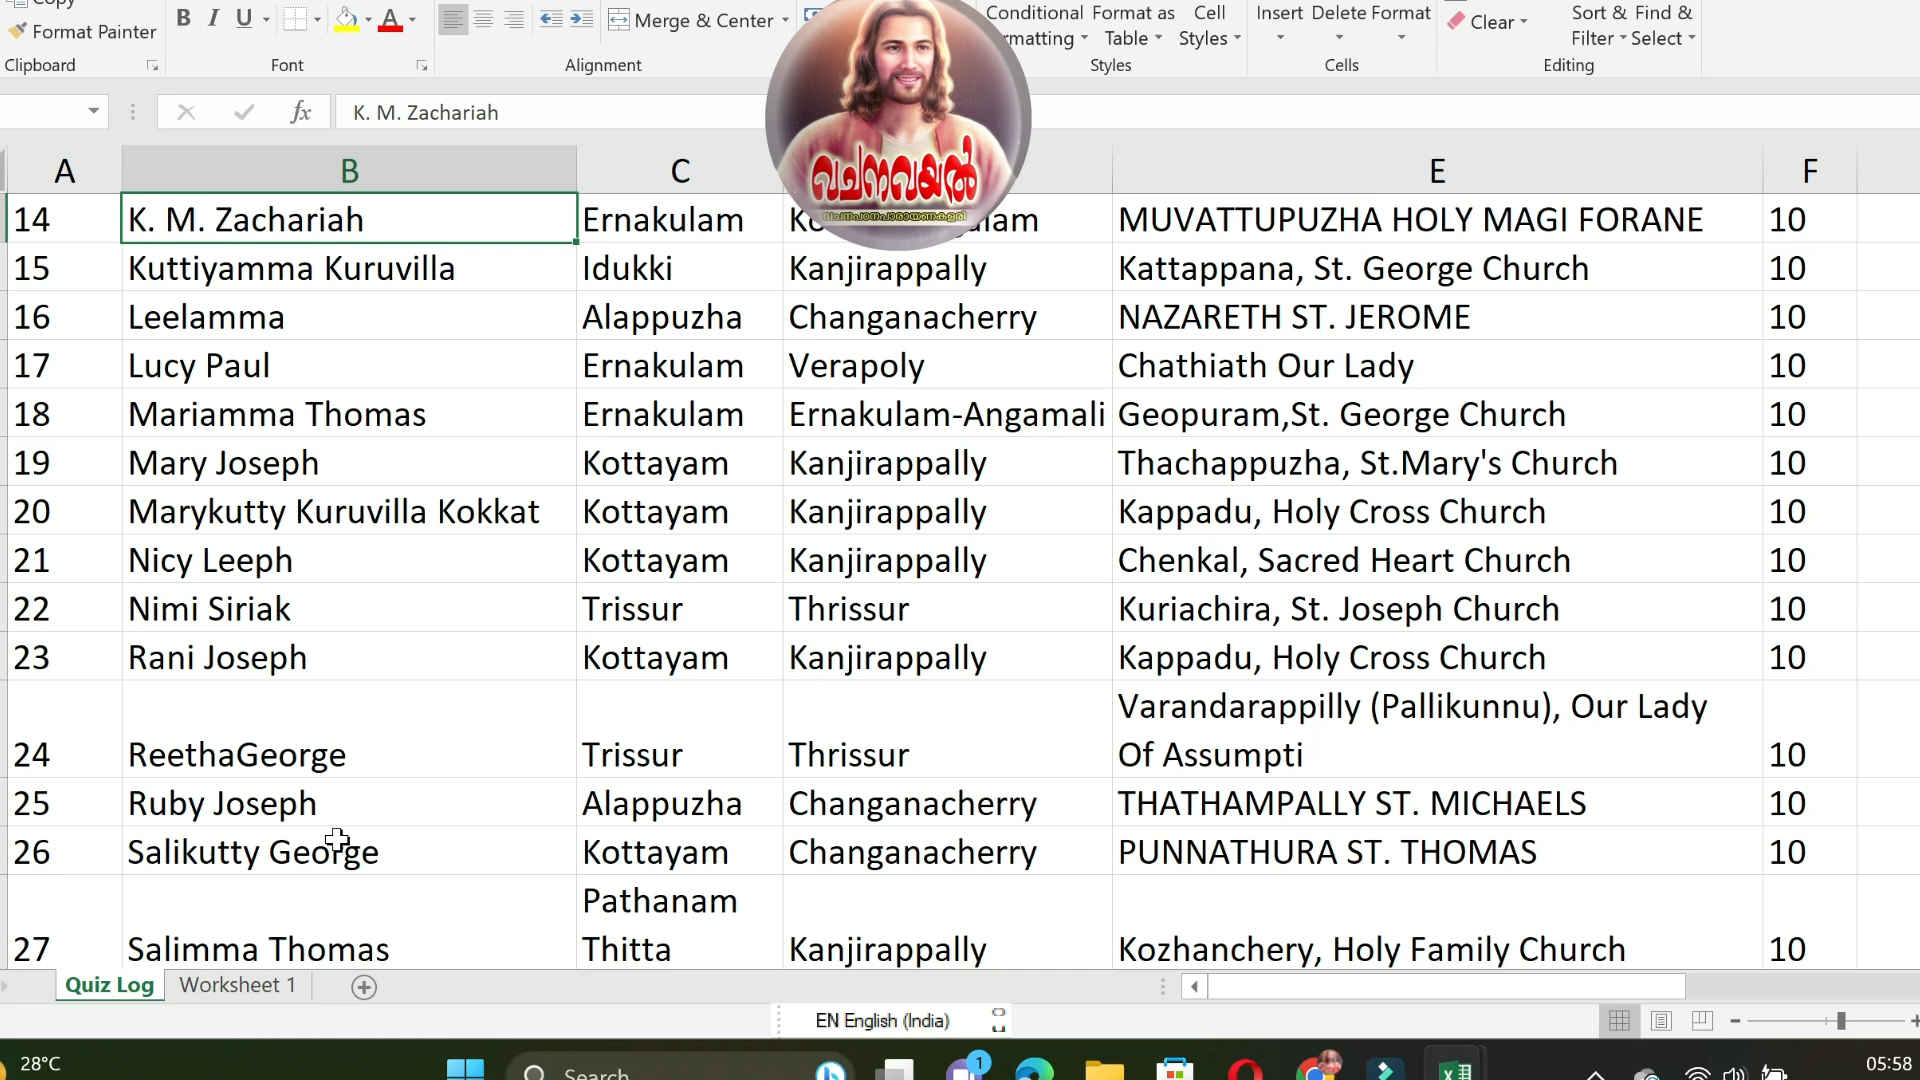 Copy
Format Painter
B I U A
Merge & Center
Conditional Format as Cell
Table Styles
Insert Delete Format
Clear
Sort & Find &
Filter Select
Clipboard Font Alignment Styles Cells Editing
fx K. M. Zachariah
വചനവയൽ
A B C E F
14 K. M. Zachariah Ernakulam MUVATTUPUZHA HOLY MAGI FORANE 10
15 Kuttiyamma Kuruvilla Idukki Kanjirappally Kattappana, St. George Church 10
16 Leelamma Alappuzha Changanacherry NAZARETH ST. JEROME 10
17 Lucy Paul Ernakulam Verapoly Chathiath Our Lady 10
18 Mariamma Thomas Ernakulam Ernakulam-Angamali Geopuram,St. George Church 10
19 Mary Joseph Kottayam Kanjirappally Thachappuzha, St.Mary's Church 10
20 Marykutty Kuruvilla Kokkat Kottayam Kanjirappally Kappadu, Holy Cross Church 10
21 Nicy Leeph Kottayam Kanjirappally Chenkal, Sacred Heart Church 10
22 Nimi Siriak Trissur Thrissur Kuriachira, St. Joseph Church 10
23 Rani Joseph Kottayam Kanjirappally Kappadu, Holy Cross Church 10
Varandarappilly (Pallikunnu), Our Lady
24 ReethaGeorge Trissur Thrissur Of Assumpti 10
25 Ruby Joseph Alappuzha Changanacherry THATHAMPALLY ST. MICHAELS 10
26 Salikutty George Kottayam Changanacherry PUNNATHURA ST. THOMAS 10
Pathanam
27 Salimma Thomas Thitta Kanjirappally Kozhanchery, Holy Family Church 10
Quiz Log Worksheet 1
EN English (India)
28°C Search 1 05:58